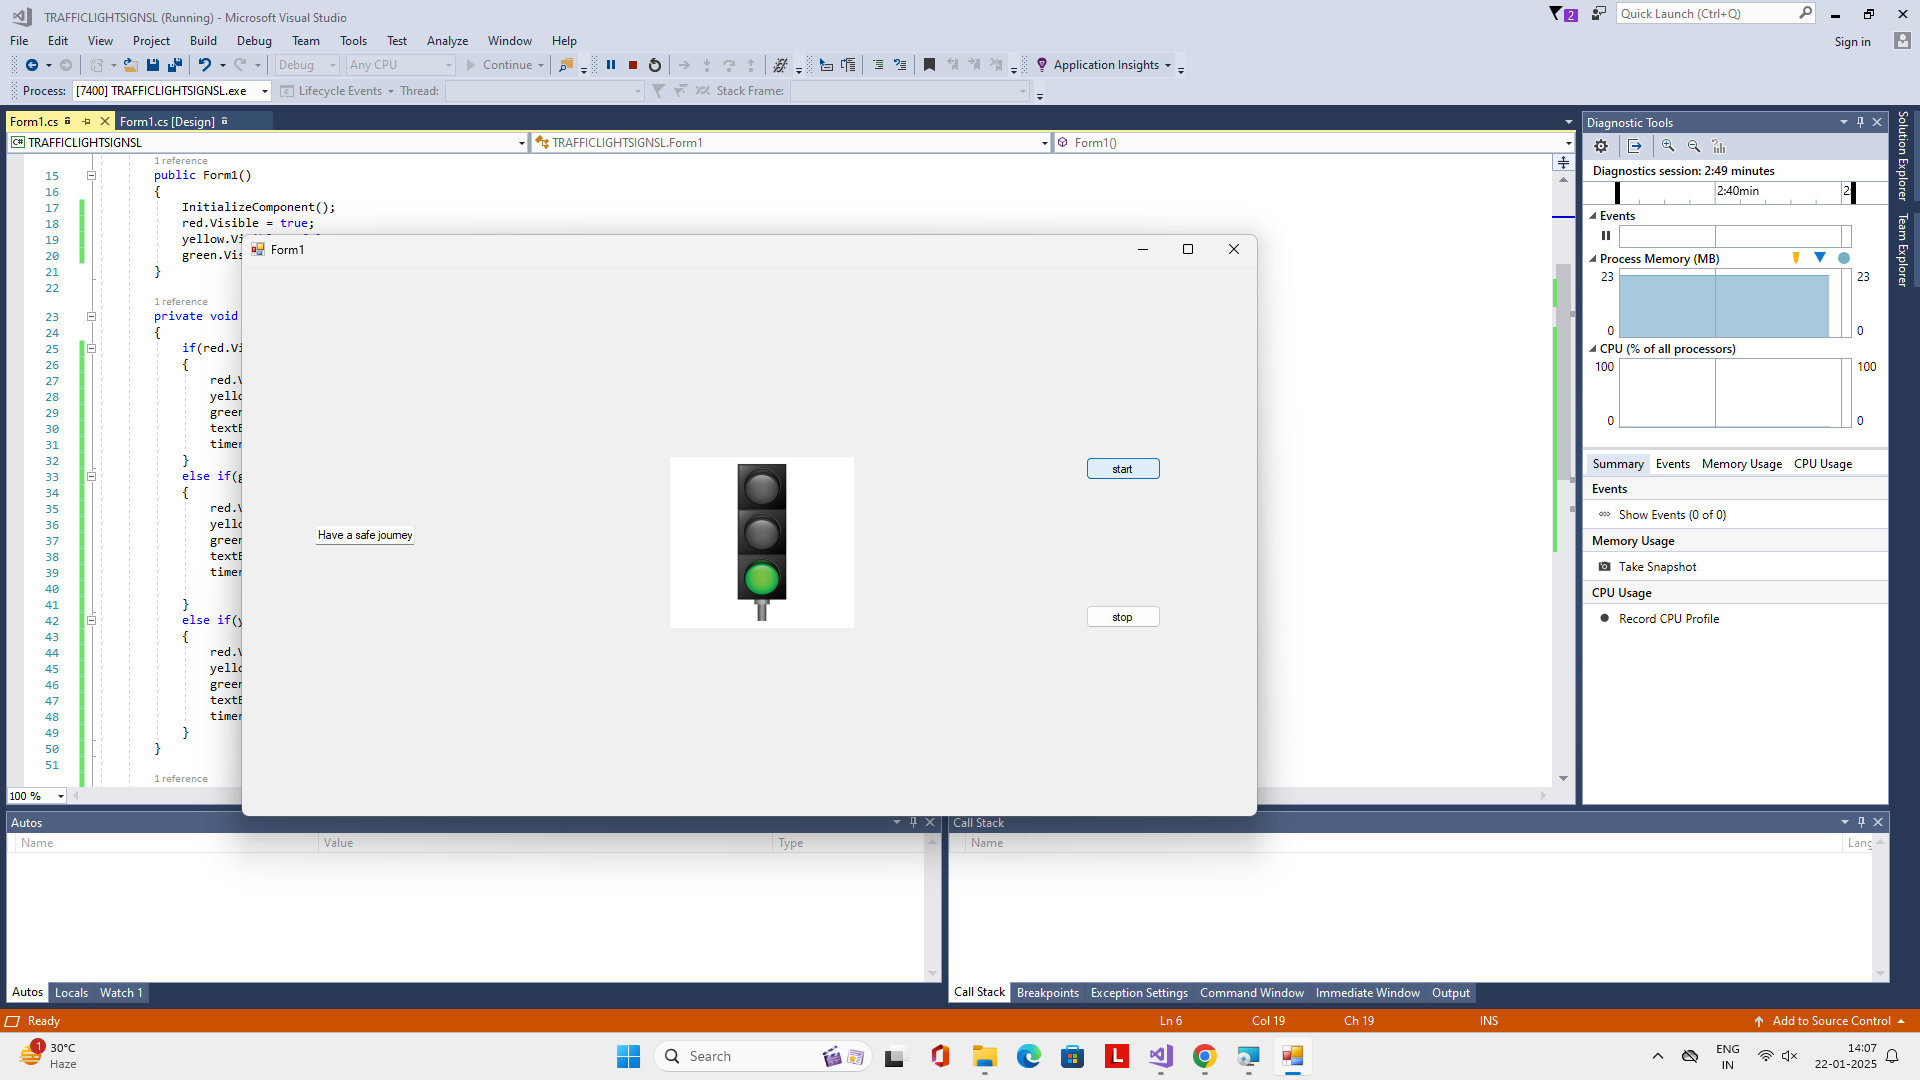 TRAFFICLIGHTSIGNSL (Running) - Microsoft Visual Studio
2
Quick Launch (Ctrl+Q)
File Edit View Project Build Debug Team Tools Test Analyze Window Help
Sign in
Debug Any CPU Continue Application Insights
Process: [7400] TRAFFICLIGHTSIGNSL.exe Lifecycle Events Thread: Stack Frame:
Form1.cs Form1.cs [Design]
C# TRAFFICLIGHTSIGNSL TRAFFICLIGHTSIGNSL.Form1 Form1()
1 reference
15 public Form1()
16 {
17 InitializeComponent();
18 red.Visible = true;
19 yellow.Vi
20 green.Vis
21 }
22
1 reference
23 private void
24 {
25 if(red.Vi
26 {
27 red.V
28 yello
29 green
30 textB
31 timer
32 }
33 else if(g
34 {
35 red.V
36 yello
37 green
38 textB
39 timer
40
41 }
42 else if(y
43 {
44 red.V
45 yello
46 green
47 textB
48 timer
49 }
50 }
51
1 reference
100 %
Form1
Have a safe journey
start
stop
Diagnostic Tools
Diagnostics session: 2:49 minutes
2:40min 2:
Events
Process Memory (MB)
23 23
0 0
CPU (% of all processors)
100 100
0 0
Summary Events Memory Usage CPU Usage
Events
Show Events (0 of 0)
Memory Usage
Take Snapshot
CPU Usage
Record CPU Profile
Solution Explorer
Team Explorer
Autos
Name Value Type
Autos Locals Watch 1
Call Stack
Name Lang
Call Stack Breakpoints Exception Settings Command Window Immediate Window Output
Ready Ln 6 Col 19 Ch 19 INS Add to Source Control
1
30°C
Haze
Search
L
ENG
IN
14:07
22-01-2025